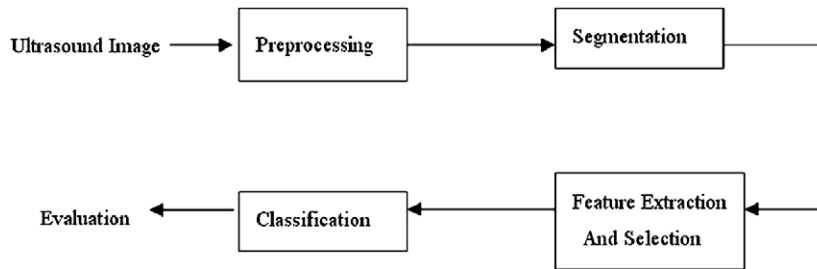 Ultrasound Image
Preprocessing
Segmentation
Feature Extraction
And Selection
Classification
Evaluation